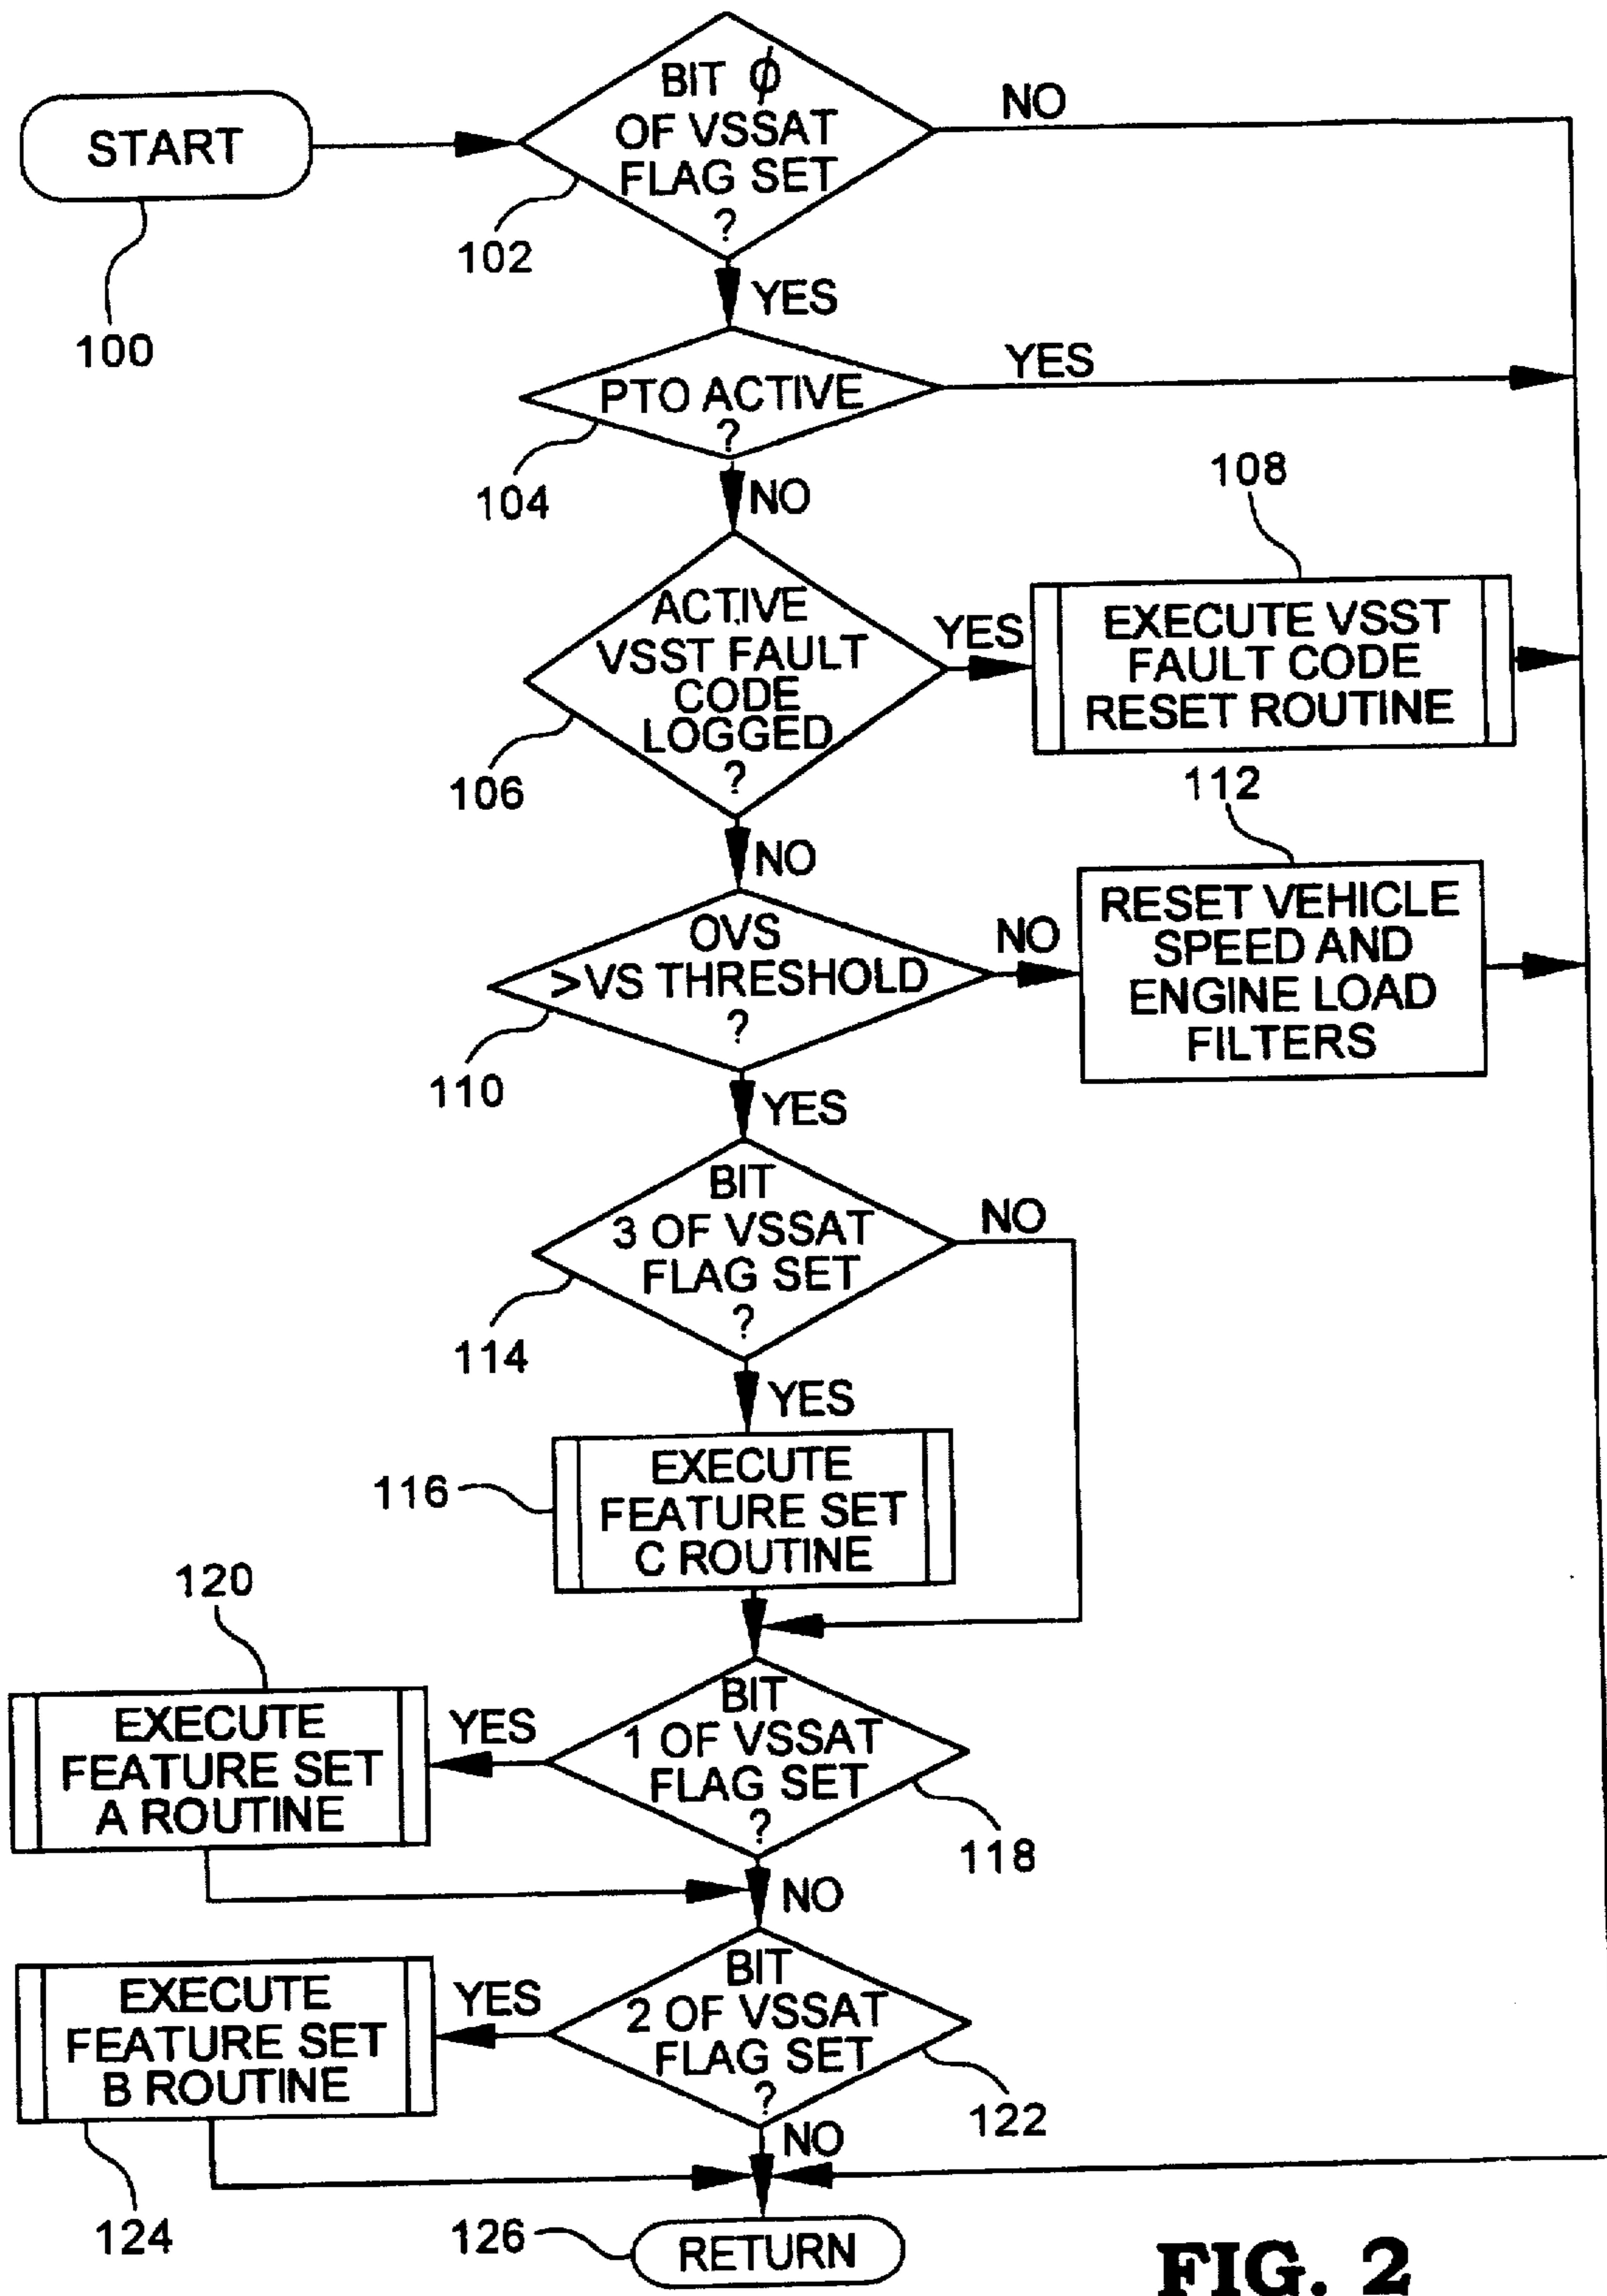 BIT ϕ
OF VSSAT
FLAG SET
?
NO
START
102
100
YES
PTO ACTIVE
?
YES
104
NO
108
ACTIVE
VSST FAULT
CODE
LOGGED
?
YES
EXECUTE VSST
FAULT CODE
RESET ROUTINE
106
112
NO
OVS
>VS THRESHOLD
?
NO
RESET VEHICLE
SPEED AND
ENGINE LOAD
FILTERS
110
YES
BIT
3 OF VSSAT
FLAG SET
?
NO
114
YES
116
EXECUTE
FEATURE SET
C ROUTINE
120
EXECUTE
FEATURE SET
A ROUTINE
YES
BIT
1 OF VSSAT
FLAG SET
?
118
NO
EXECUTE
FEATURE SET
B ROUTINE
YES
BIT
2 OF VSSAT
FLAG SET
?
122
NO
124
126
RETURN
FIG. 2